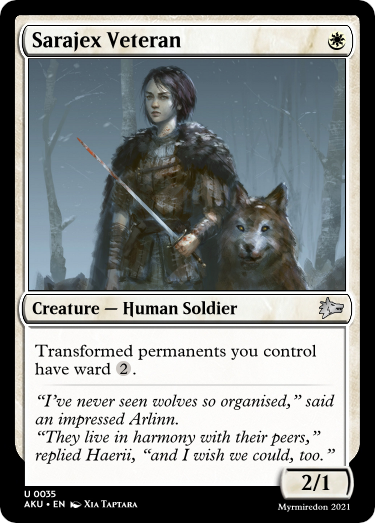 Sarajex Veteran
Creature — Human Soldier
Transformed permanents you control
have ward 2.
“I’ve never seen wolves so organised,” said
an impressed Arlinn.
“They live in harmony with their peers,”
replied Haerii, “and I wish we could, too.”
2/1
U 0035
AKU • EN Xia Taptara
Myrmiredon 2021